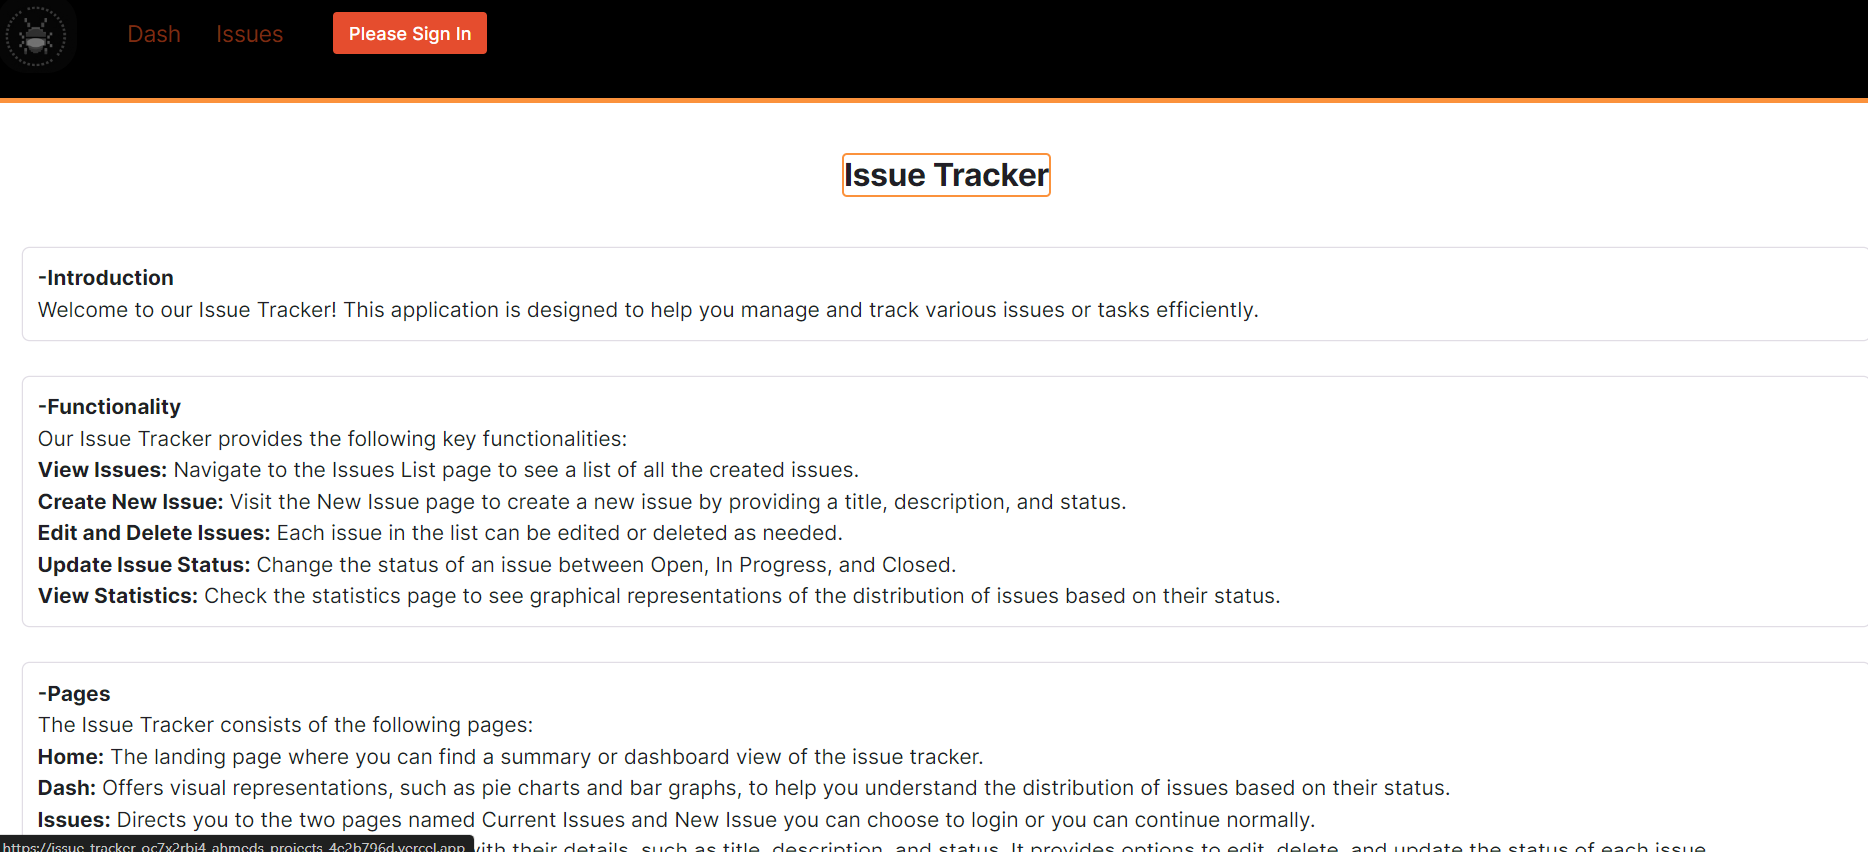 Dash Issues Please Sign In
Issue Tracker
-Introduction
Welcome to our Issue Tracker! This application is designed to help you manage and track various issues or tasks efficiently.
-Functionality
Our Issue Tracker provides the following key functionalities:
View Issues: Navigate to the Issues List page to see a list of all the created issues.
Create New Issue: Visit the New Issue page to create a new issue by providing a title, description, and status.
Edit and Delete Issues: Each issue in the list can be edited or deleted as needed.
Update Issue Status: Change the status of an issue between Open, In Progress, and Closed.
View Statistics: Check the statistics page to see graphical representations of the distribution of issues based on their status.
-Pages
The Issue Tracker consists of the following pages:
Home: The landing page where you can find a summary or dashboard view of the issue tracker.
Dash: Offers visual representations, such as pie charts and bar graphs, to help you understand the distribution of issues based on their status.
Issues: Directs you to the two pages named Current Issues and New Issue you can choose to login or you can continue normally.
with their details, such as title, description, and status. It provides options to edit, delete, and update the status of each issue